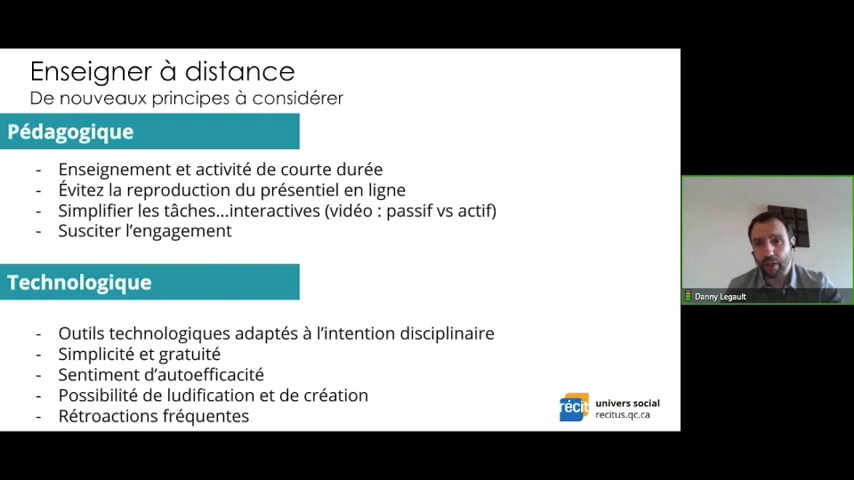 Enseigner à distance
De nouveaux principes à considérer
Pédagogique
- Enseignement et activité de courte durée
- Évitez la reproduction du présentiel en ligne
- Simplifier les tâches...interactives (vidéo : passif vs actif)
- Susciter l'engagement
Technologique
- Outils technologiques adaptés à l'intention disciplinaire
- Simplicité et gratuité
- Sentiment d'autoefficacité
- Possibilité de ludification et de création
- Rétroactions fréquentes
récit
univers social
recitus.qc.ca
Danny Legault